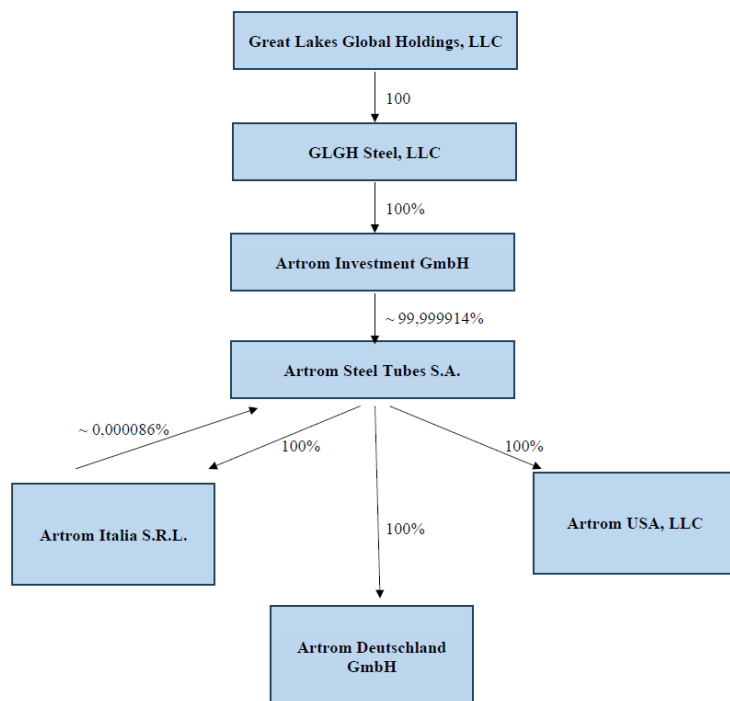 Great Lakes Global Holdings, LLC
100
GLGH Steel, LLC
100%
Artrom Investment GmbH
~ 99,999914%
Artrom Steel Tubes S.A.
~ 0,000086%
100%
100%
Artrom Italia S.R.L.
100%
Artrom USA, LLC
Artrom Deutschland
GmbH